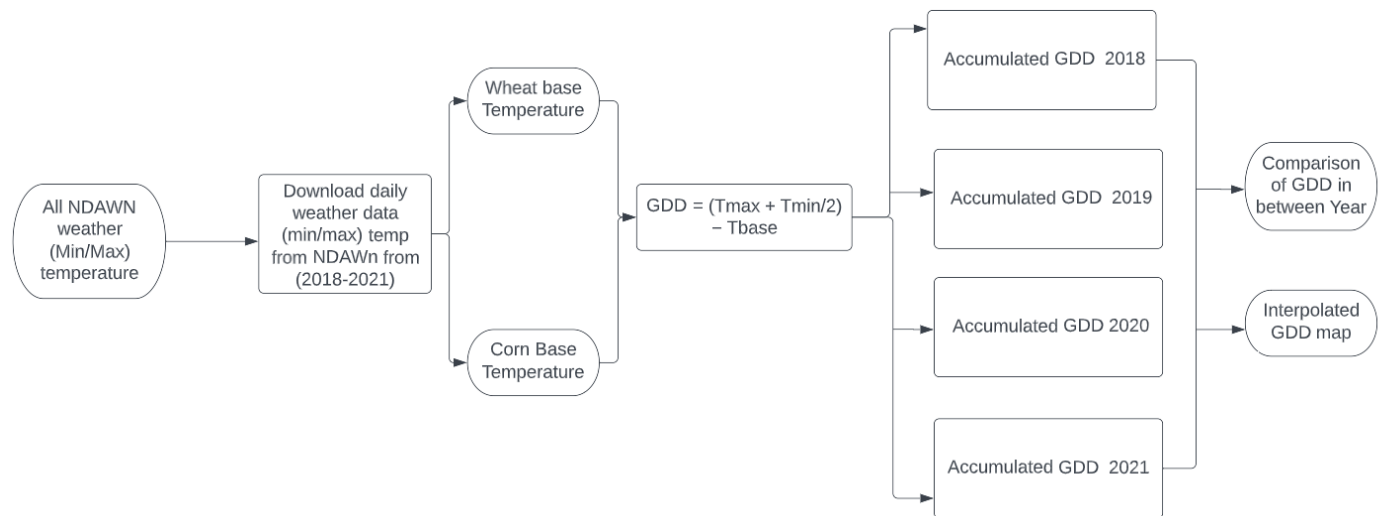 All NDAWN
weather
(Min/Max)
temperature
Download daily
weather data
(min/max) temp
from NDAWn from
(2018-2021)
Wheat base
Temperature
Corn Base
Temperature
GDD = (Tmax + Tmin/2)
– Tbase
Accumulated GDD 2018
Accumulated GDD 2019
Accumulated GDD 2020
Accumulated GDD 2021
Comparison
of GDD in
between Year
Interpolated
GDD map